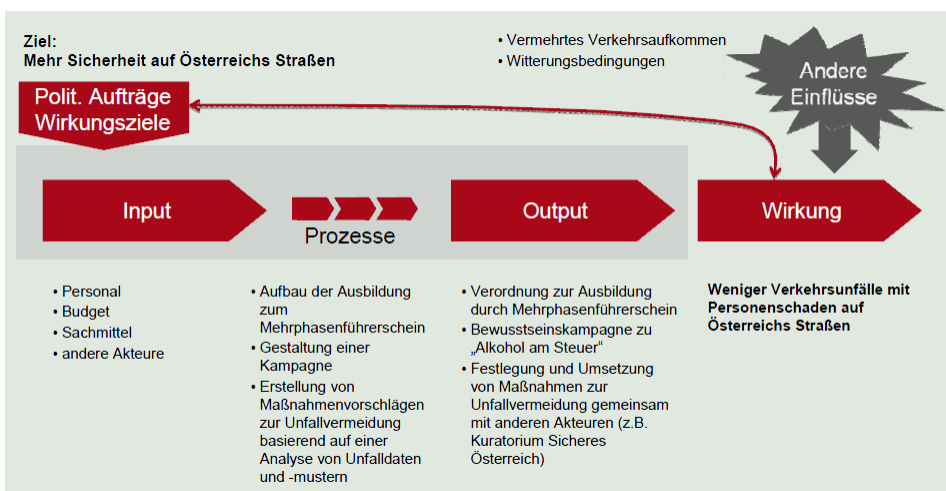 Ziel:
Mehr Sicherheit auf Österreichs Straßen
• Vermehrtes Verkehrsaufkommen
• Witterungsbedingungen
Andere
Einflüsse
Polit. Aufträge
Wirkungsziele
Input
Prozesse
Output
Wirkung
• Personal
• Budget
• Sachmittel
• andere Akteure
• Aufbau der Ausbildung
zum
Mehrphasenführerschein
• Gestaltung einer
Kampagne
• Erstellung von
Maßnahmenvorschlägen
zur Unfallvermeidung
basierend auf einer
Analyse von Unfalldaten
und -mustern
• Verordnung zur Ausbildung
durch Mehrphasenführerschein
• Bewusstseinskampagne zu
„Alkohol am Steuer“
• Festlegung und Umsetzung
von Maßnahmen zur
Unfallvermeidung gemeinsam
mit anderen Akteuren (z.B.
Kuratorium Sicheres
Österreich)
Weniger Verkehrsunfälle mit
Personenschaden auf
Österreichs Straßen